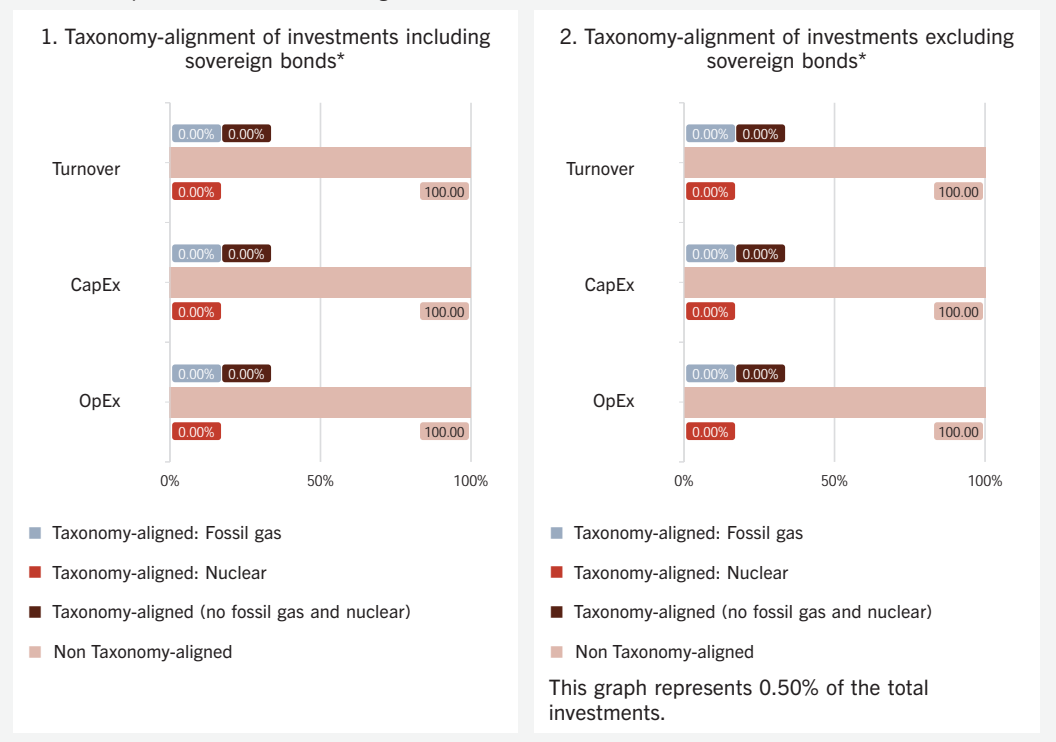 1. Taxonomy-alignment of investments including
sovereign bonds*
0.00% 0.00%
Turnover
0.00% 100.00
0.00% 0.00%
CapEx
0.00% 100.00
0.00% 0.00%
OpEx
0.00% 100.00
0% 50% 100%
Taxonomy-aligned: Fossil gas
Taxonomy-aligned: Nuclear
Taxonomy-aligned (no fossil gas and nuclear)
Non Taxonomy-aligned
2. Taxonomy-alignment of investments excluding
sovereign bonds*
0.00% 0.00%
Turnover
0.00% 100.00
0.00% 0.00%
CapEx
0.00% 100.00
0.00% 0.00%
OpEx
0.00% 100.00
0% 50% 100%
Taxonomy-aligned: Fossil gas
Taxonomy-aligned: Nuclear
Taxonomy-aligned (no fossil gas and nuclear)
Non Taxonomy-aligned
This graph represents 0.50% of the total
investments.